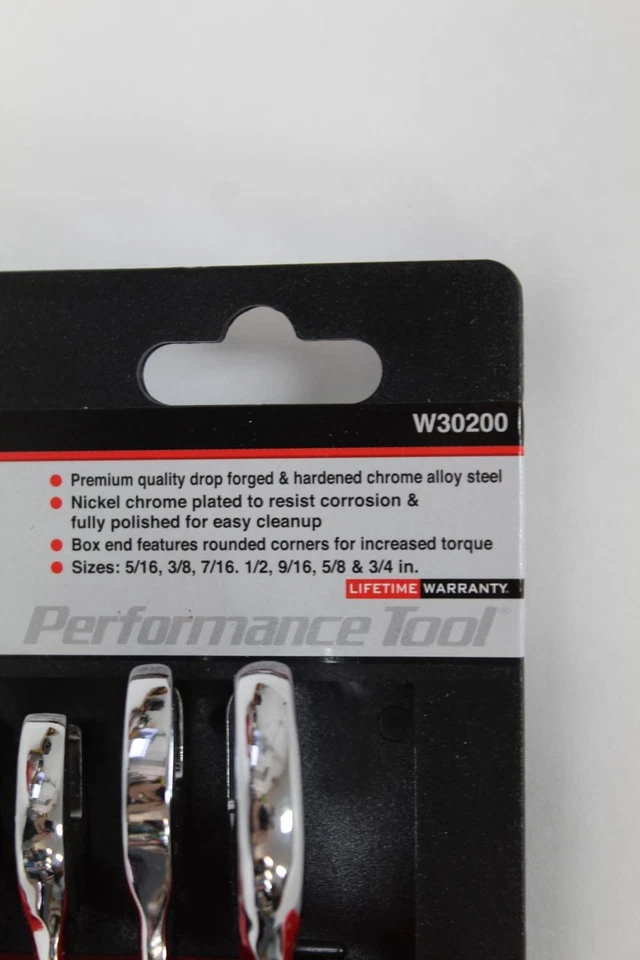 W30200
Premium quality drop forged & hardened chrome alloy steel
Nickel chrome plated to resist corrosion &
fully polished for easy cleanup
Box end features rounded corners for increased torque
Sizes: 5/16, 3/8, 7/16. 1/2, 9/16, 5/8 & 3/4 in.
LIFETIME WARRANTY.
Performance Tool